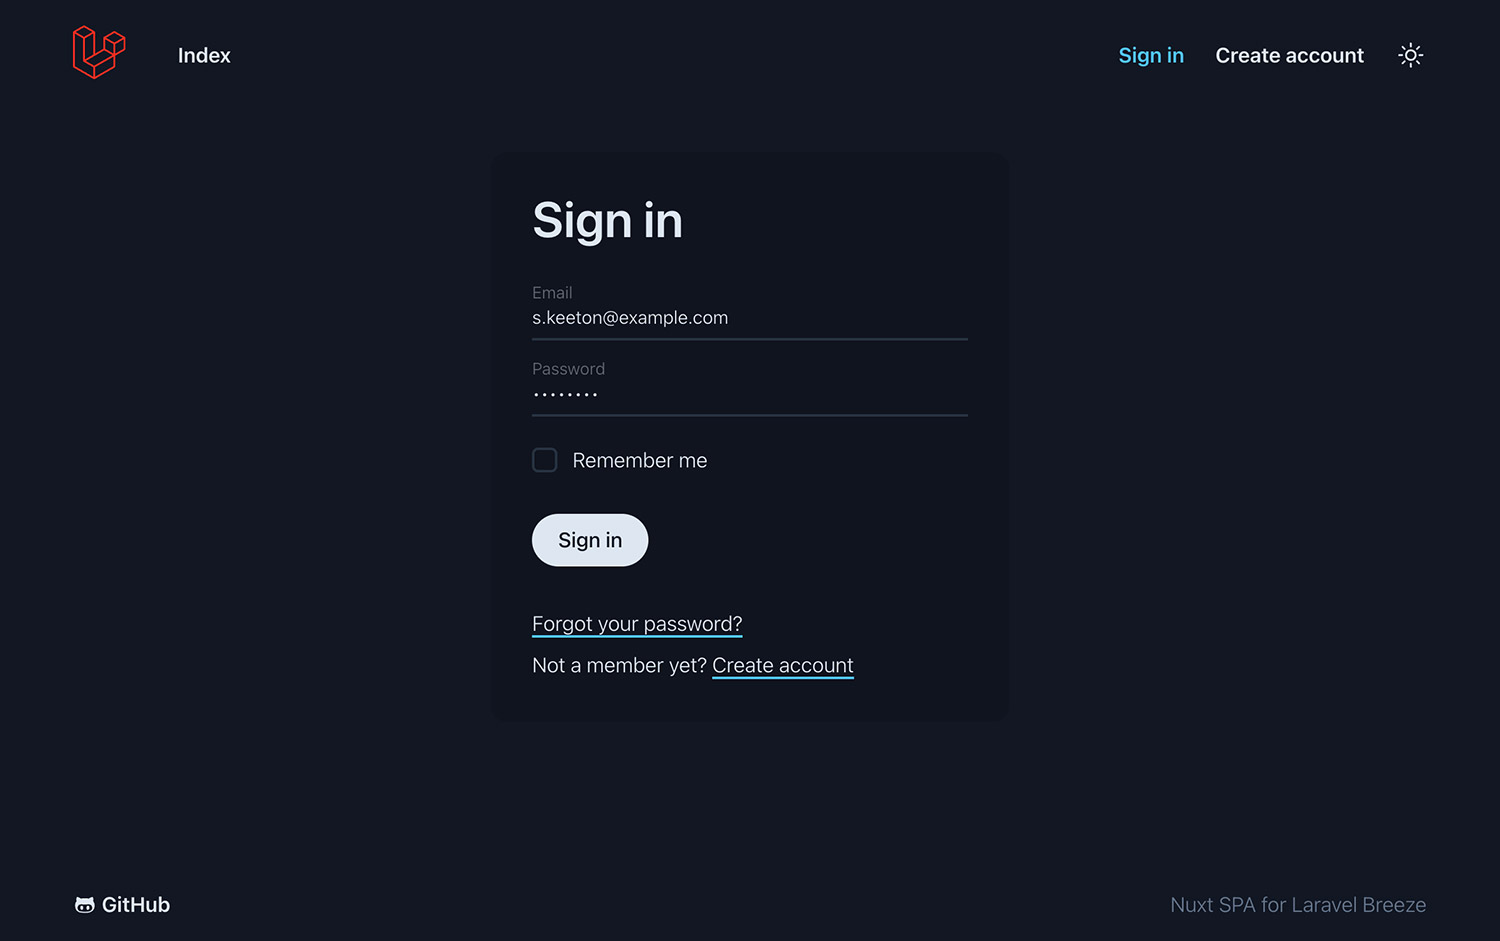 Index
Sign in
Create account
Sign in
Email
s.keeton@example.com
Password
••••••••
Remember me
Sign in
Forgot your password?
Not a member yet? Create account
GitHub
Nuxt SPA for Laravel Breeze